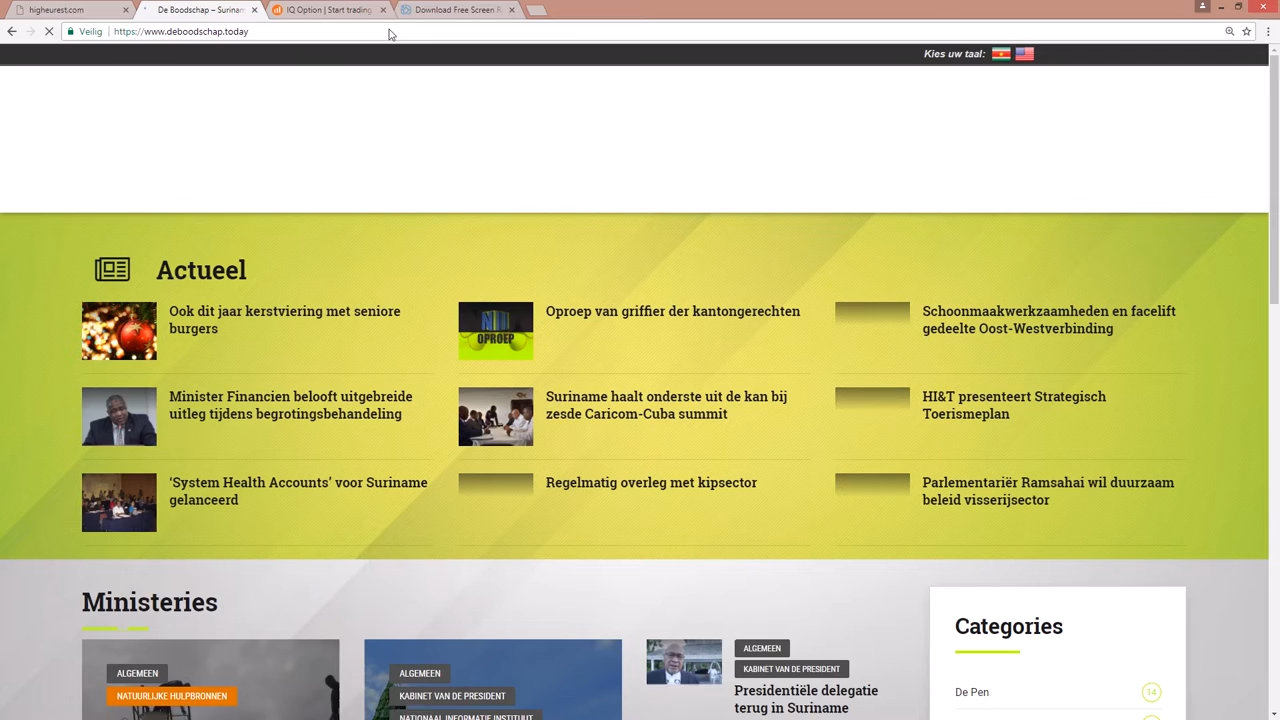 higheurest.com
De Boodschap – Surinam
IQ Option | Start trading
Download Free Screen R
Veilig
https://www.deboodschap.today
Kies uw taal:
Actueel
Ook dit jaar kerstviering met seniore
burgers
Oproep van griffier der kantongerechten
OPROEP
Schoonmaakwerkzaamheden en facelift
gedeelte Oost-Westverbinding
Minister Financien belooft uitgebreide
uitleg tijdens begrotingsbehandeling
Suriname haalt onderste uit de kan bij
zesde Caricom-Cuba summit
HI&T presenteert Strategisch
Toerismeplan
‘System Health Accounts’ voor Suriname
gelanceerd
Regelmatig overleg met kipsector
Parlementariër Ramsahai wil duurzaam
beleid visserijsector
Ministeries
ALGEMEEN
NATUURLIJKE HULPBRONNEN
ALGEMEEN
KABINET VAN DE PRESIDENT
NATIONAAL INFORMATIE INSTITUUT
ALGEMEEN
KABINET VAN DE PRESIDENT
Presidentiële delegatie
terug in Suriname
Categories
De Pen
14